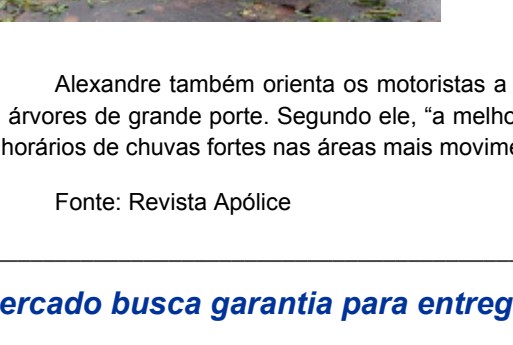 Alexandre também orienta os motoristas a
árvores de grande porte. Segundo ele, “a melho
horários de chuvas fortes nas áreas mais movime
Fonte: Revista Apólice
ercado busca garantia para entreg